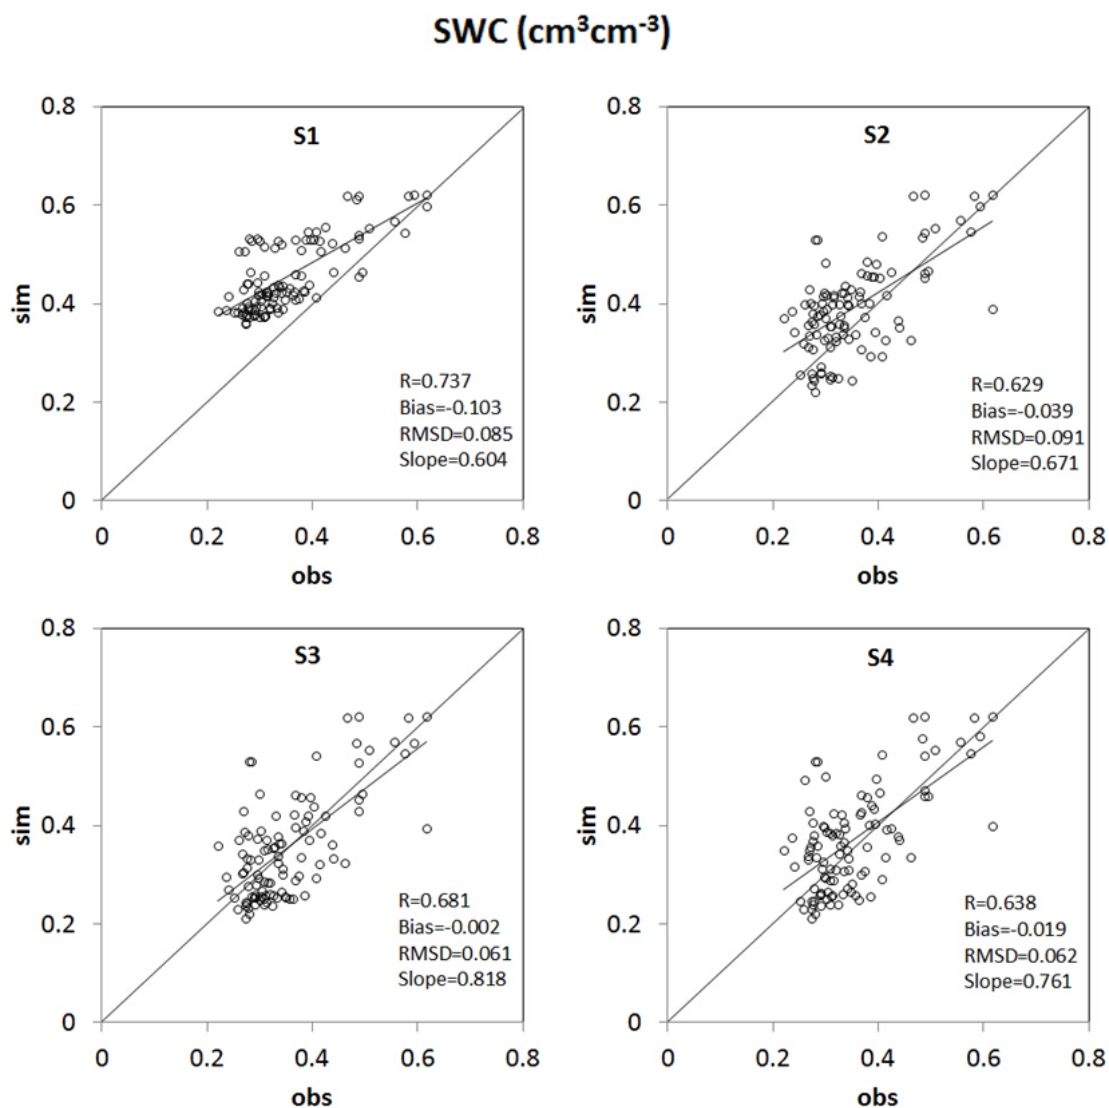 SWC (cm³cm⁻³)
S1
0.8
0.6
0.4
0.2
0
sim
R=0.737
Bias=-0.103
RMSD=0.085
Slope=0.604
0 0.2 0.4 0.6 0.8
obs
S2
0.8
0.6
0.4
0.2
0
sim
R=0.629
Bias=-0.039
RMSD=0.091
Slope=0.671
0 0.2 0.4 0.6 0.8
obs
S3
0.8
0.6
0.4
0.2
0
sim
R=0.681
Bias=-0.002
RMSD=0.061
Slope=0.818
0 0.2 0.4 0.6 0.8
obs
S4
0.8
0.6
0.4
0.2
0
sim
R=0.638
Bias=-0.019
RMSD=0.062
Slope=0.761
0 0.2 0.4 0.6 0.8
obs